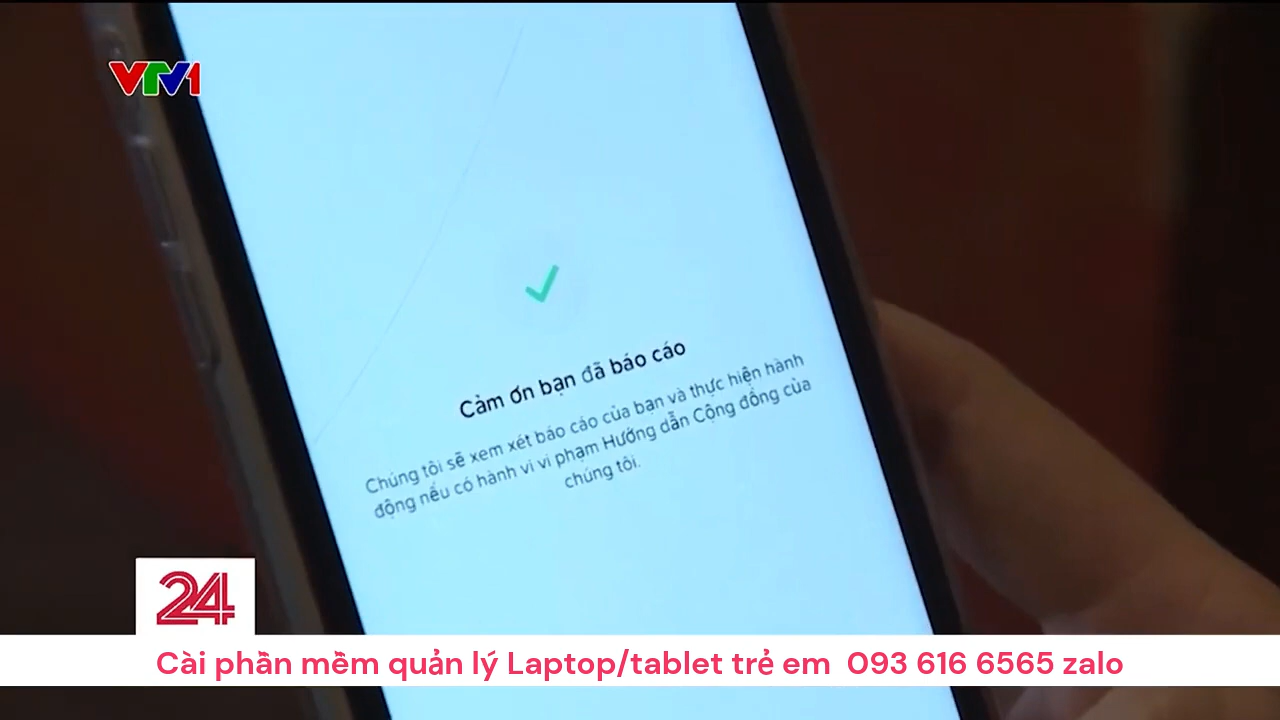 VTV1
Cảm ơn bạn đã báo cáo
Chúng tôi sẽ xem xét báo cáo của bạn và thực hiện hành
động nếu có hành vi vi phạm Hướng dẫn Cộng đồng của
chúng tôi.
24
Cài phần mềm quản lý Laptop/tablet trẻ em 093 616 6565 zalo